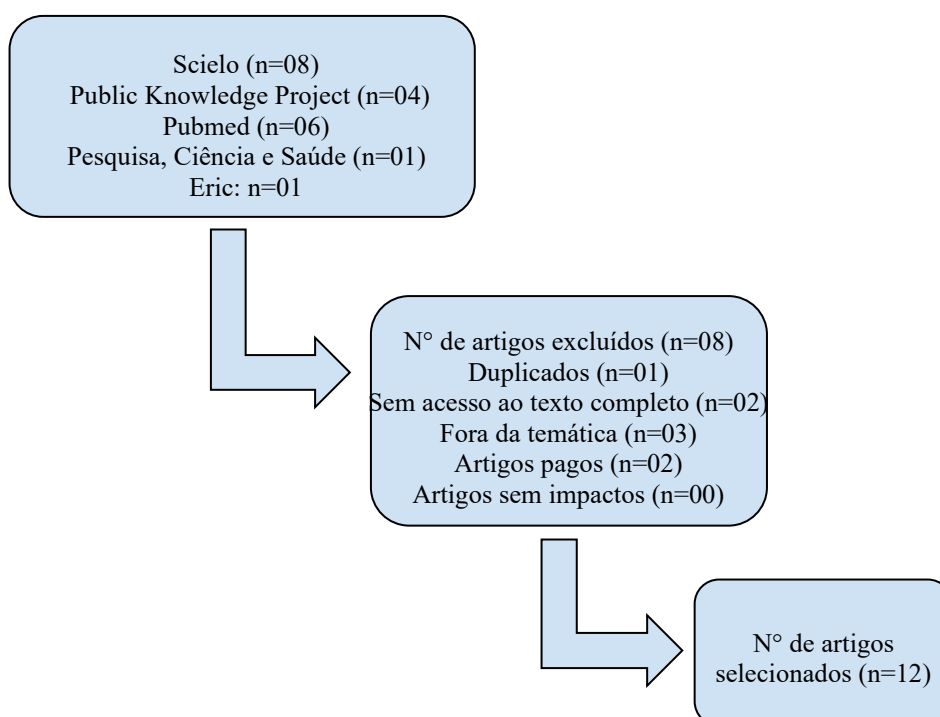 Scielo (n=08)
Public Knowledge Project (n=04)
Pubmed (n=06)
Pesquisa, Ciência e Saúde (n=01)
Eric: n=01
N° de artigos excluídos (n=08)
Duplicados (n=01)
Sem acesso ao texto completo (n=02)
Fora da temática (n=03)
Artigos pagos (n=02)
Artigos sem impactos (n=00)
N° de artigos
selecionados (n=12)